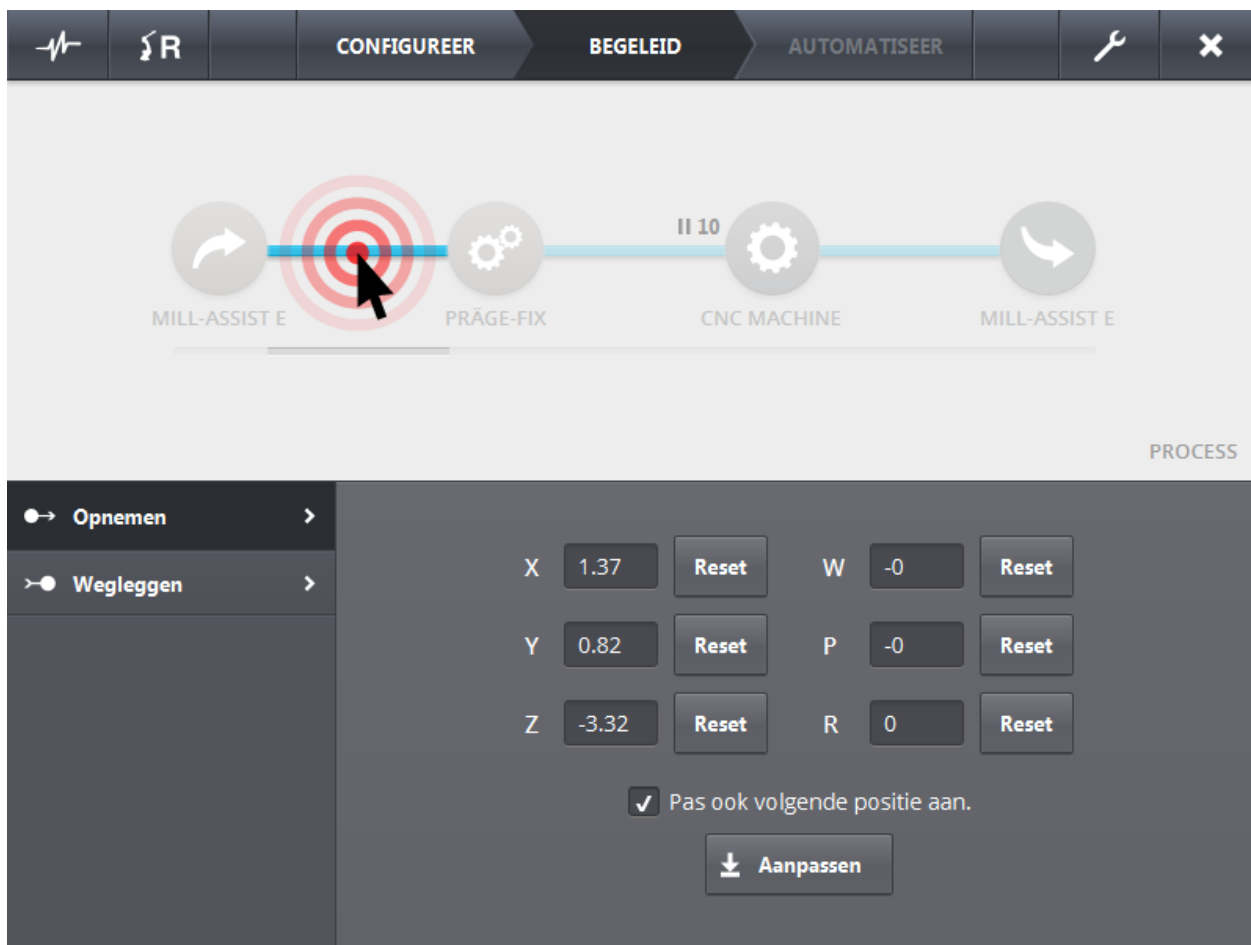 R CONFIGUREER BEGELEID AUTOMATISEER
II 10
MILL-ASSIST E PRÄGE-FIX CNC MACHINE MILL-ASSIST E
PROCESS
Opnemen
Wegleggen
X 1.37 Reset W -0 Reset
Y 0.82 Reset P -0 Reset
Z -3.32 Reset R 0 Reset
Pas ook volgende positie aan.
Aanpassen